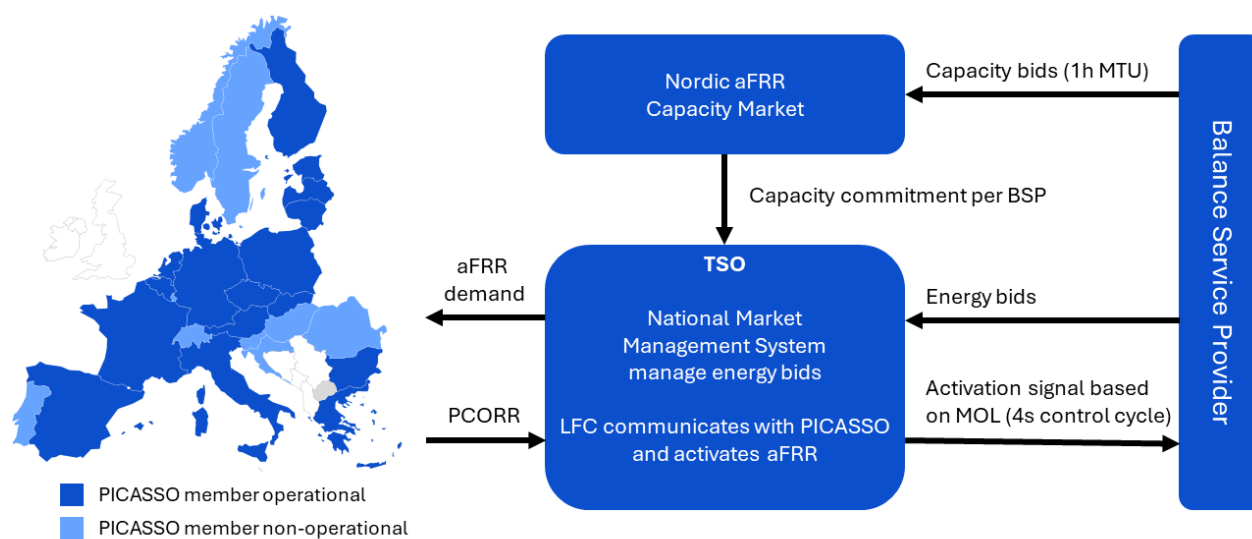 Nordic aFRR
Capacity Market
Capacity bids (1h MTU)
Balance Service Provider
Capacity commitment per BSP
TSO
National Market
Management System
manage energy bids
LFC communicates with PICASSO
and activates aFRR
aFRR
demand
PCORR
Energy bids
Activation signal based
on MOL (4s control cycle)
PICASSO member operational
PICASSO member non-operational